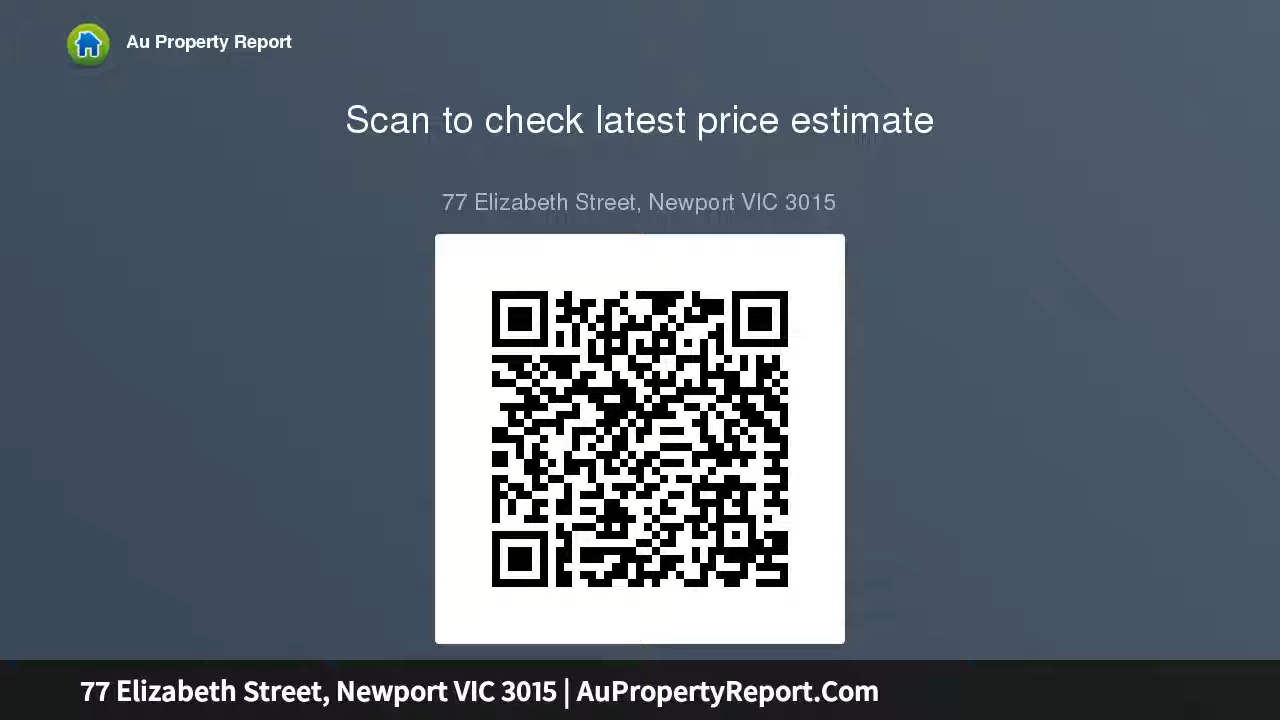 Au Property Report
Scan to check latest price estimate
77 Elizabeth Street, Newport VIC 3015
77 Elizabeth Street, Newport VIC 3015 | AuPropertyReport.Com